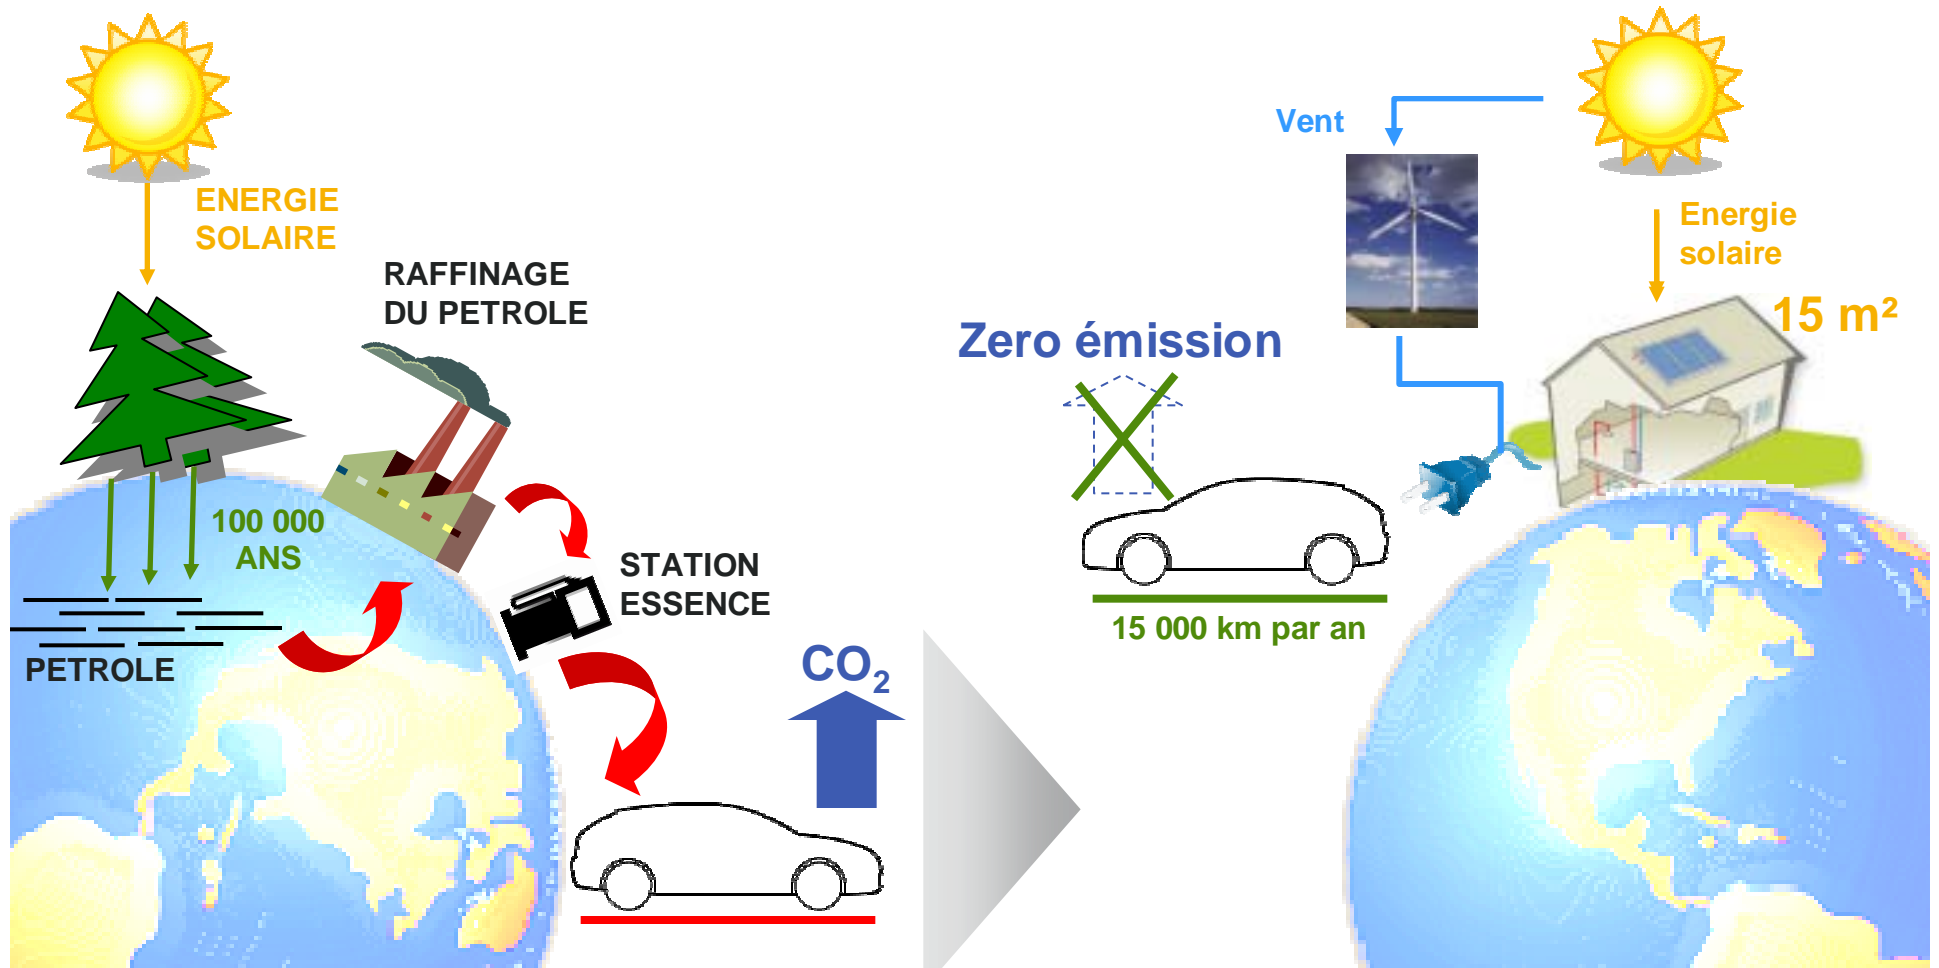 ENERGIE
SOLAIRE
RAFFINAGE
DU PETROLE
100 000
ANS
STATION
ESSENCE
PETROLE
CO₂
Vent
Energie
solaire
15 m²
Zero émission
15 000 km par an